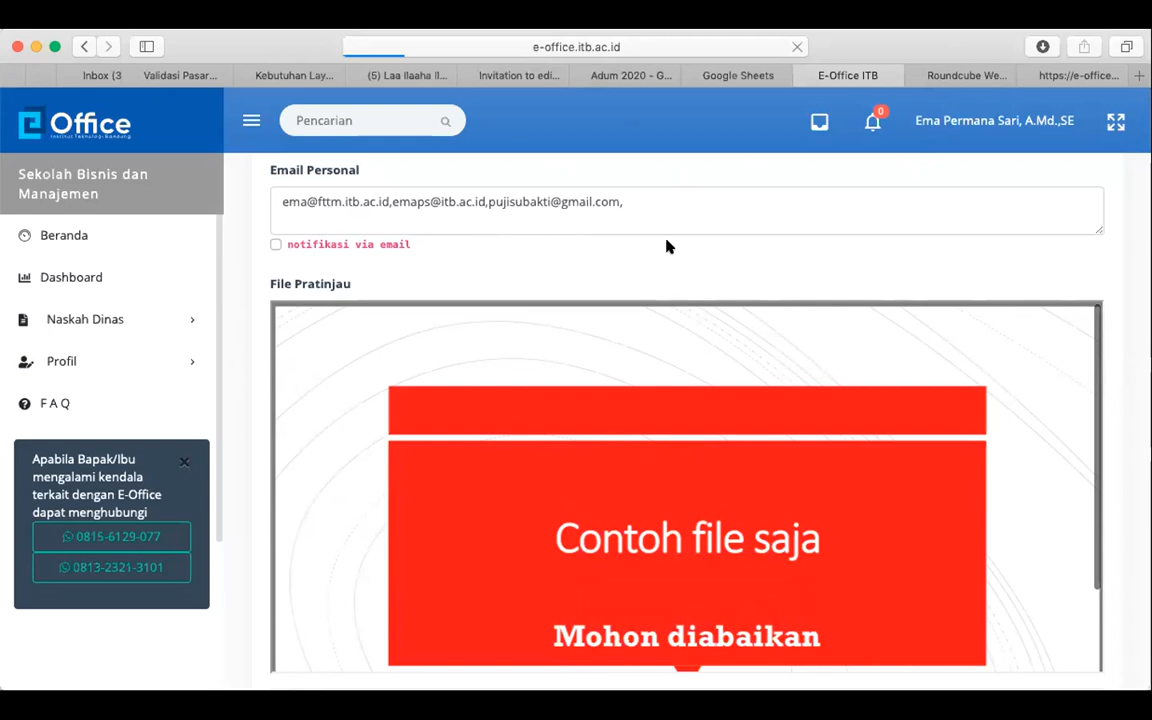 e-office.itb.ac.id
Inbox (3
Validasi Pasar...
Kebutuhan Lay...
(5) Laa ilaaha Il...
Invitation to edi...
Adum 2020 - G...
Google Sheets
E-Office ITB
Roundcube We...
https://e-office...
Office
Institut Teknologi Bandung
Pencarian
0
Ema Permana Sari, A.Md.,SE
Sekolah Bisnis dan
Manajemen
Beranda
Dashboard
Naskah Dinas
Profil
F A Q
Apabila Bapak/Ibu
mengalami kendala
terkait dengan E-Office
dapat menghubungi
0815-6129-077
0813-2321-3101
Email Personal
ema@fttm.itb.ac.id,emaps@itb.ac.id,pujisubakti@gmail.com,
notifikasi via email
File Pratinjau
Contoh file saja
Mohon diabaikan